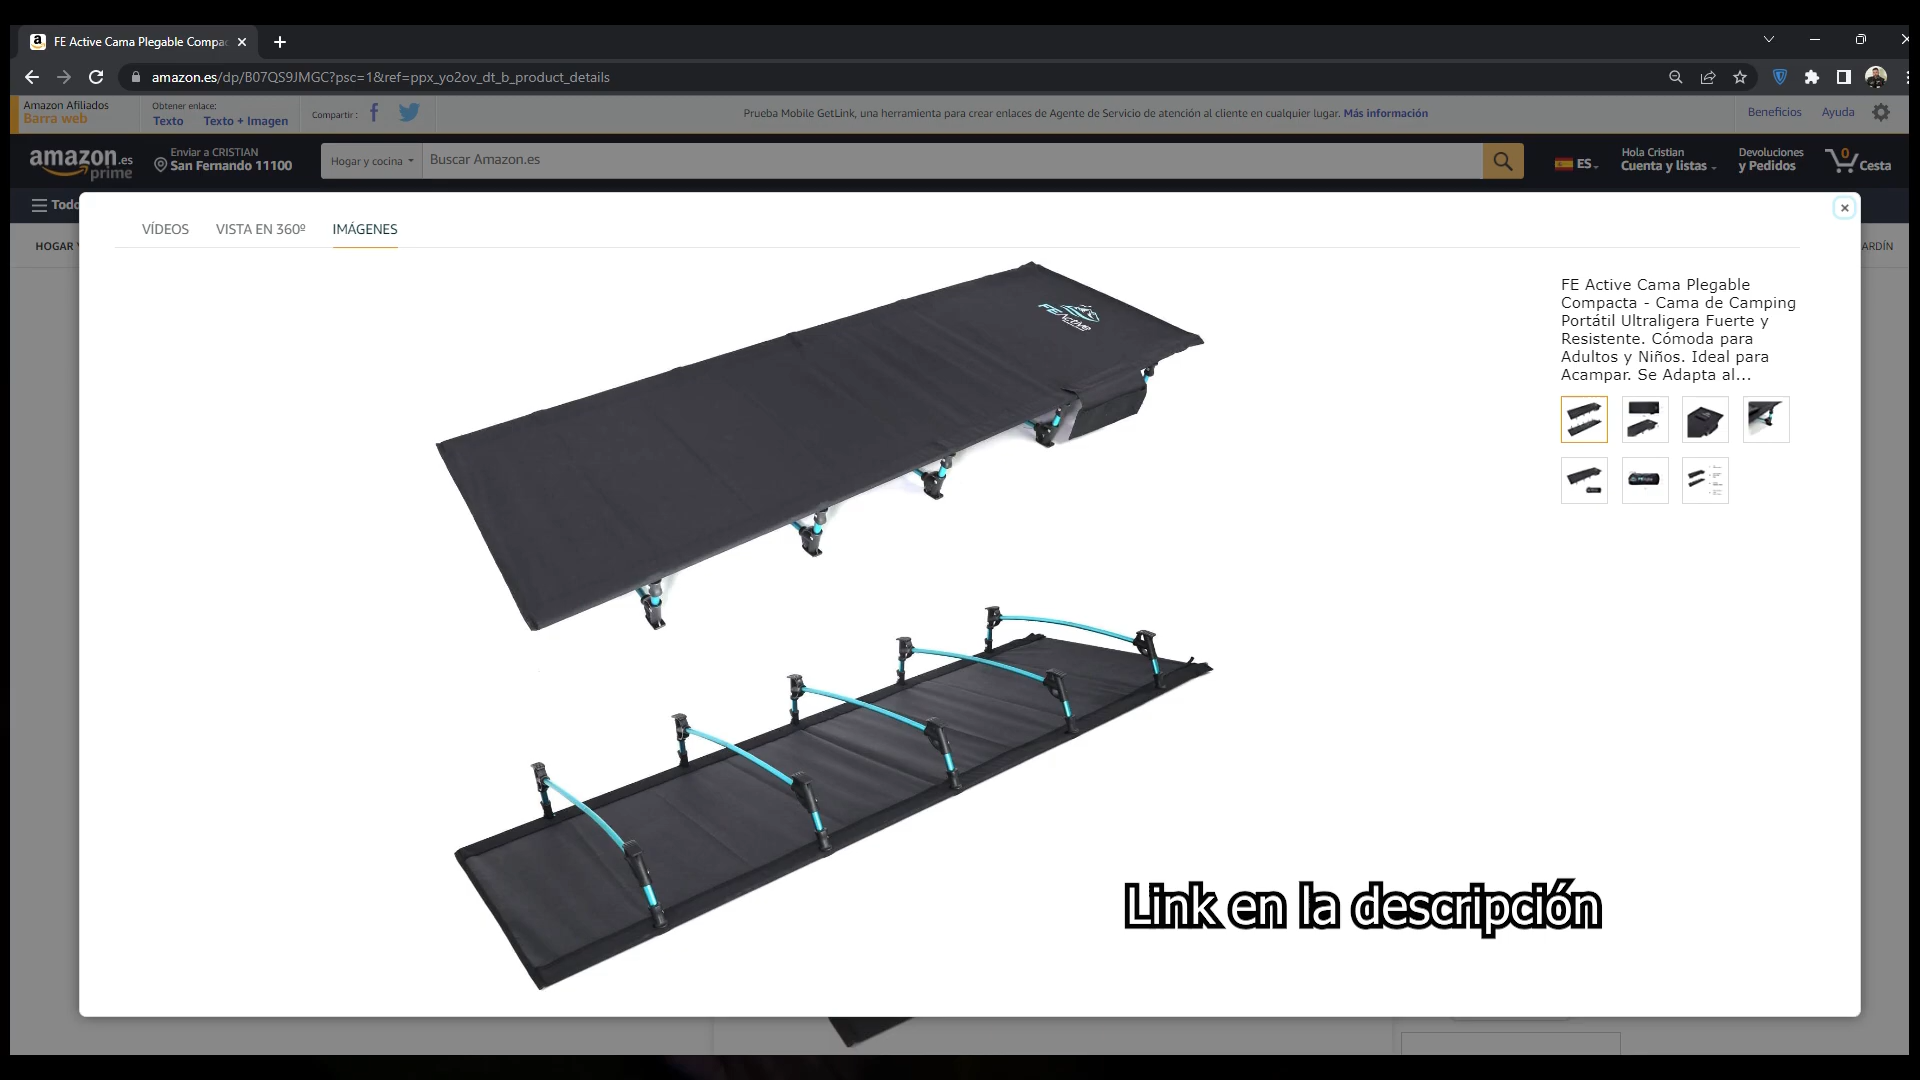 FE Active Cama Plegable Compac
amazon.es/dp/B07QS9JMGC?psc=1&ref=ppx_yo2ov_dt_b_product_details
Amazon Afiliados
Barra web
Obtener enlace:
Texto Texto + Imagen
Compartir :
Prueba Mobile GetLink, una herramienta para crear enlaces de Agente de Servicio de atención al cliente en cualquier lugar. Más información
Beneficios Ayuda
amazon.es
prime
Enviar a CRISTIAN
San Fernando 11100
Hogar y cocina
Buscar Amazon.es
ES
Hola Cristian
Cuenta y listas
Devoluciones
y Pedidos
0
Cesta
Todo
HOGAR Y
ARDÍN
VÍDEOS VISTA EN 360º IMÁGENES
FE Active
FE Active Cama Plegable
Compacta - Cama de Camping
Portátil Ultraligera Fuerte y
Resistente. Cómoda para
Adultos y Niños. Ideal para
Acampar. Se Adapta al...
Link en la descripción